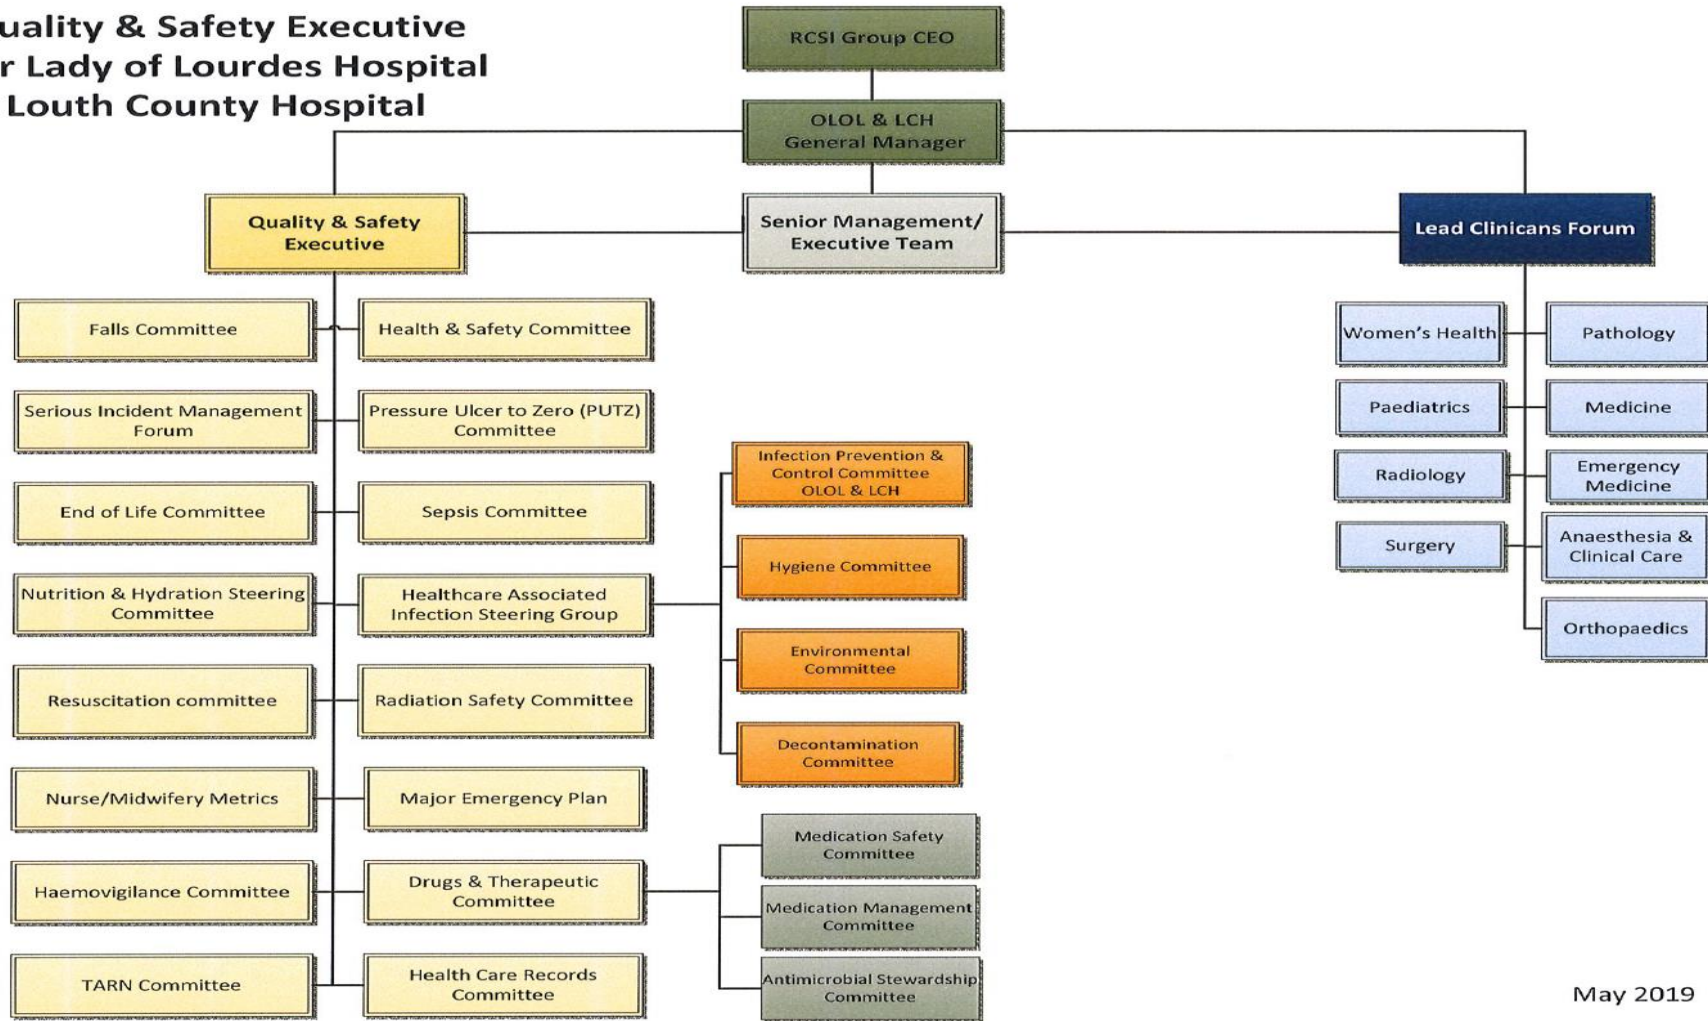 uality & Safety Executive
r Lady of Lourdes Hospital
Louth County Hospital
RCSI Group CEO
OLOL & LCH
General Manager
Quality & Safety
Executive
Senior Management/
Executive Team
Lead Clinicans Forum
Falls Committee
Health & Safety Committee
Serious Incident Management
Forum
Pressure Ulcer to Zero (PUTZ)
Committee
End of Life Committee
Sepsis Committee
Nutrition & Hydration Steering
Committee
Healthcare Associated
Infection Steering Group
Resuscitation committee
Radiation Safety Committee
Nurse/Midwifery Metrics
Major Emergency Plan
Haemovigilance Committee
Drugs & Therapeutic
Committee
TARN Committee
Health Care Records
Committee
Infection Prevention &
Control Committee
OLOL & LCH
Hygiene Committee
Environmental
Committee
Decontamination
Committee
Medication Safety
Committee
Medication Management
Committee
Antimicrobial Stewardship
Committee
Women's Health
Pathology
Paediatrics
Medicine
Radiology
Emergency
Medicine
Surgery
Anaesthesia &
Clinical Care
Orthopaedics
May 2019